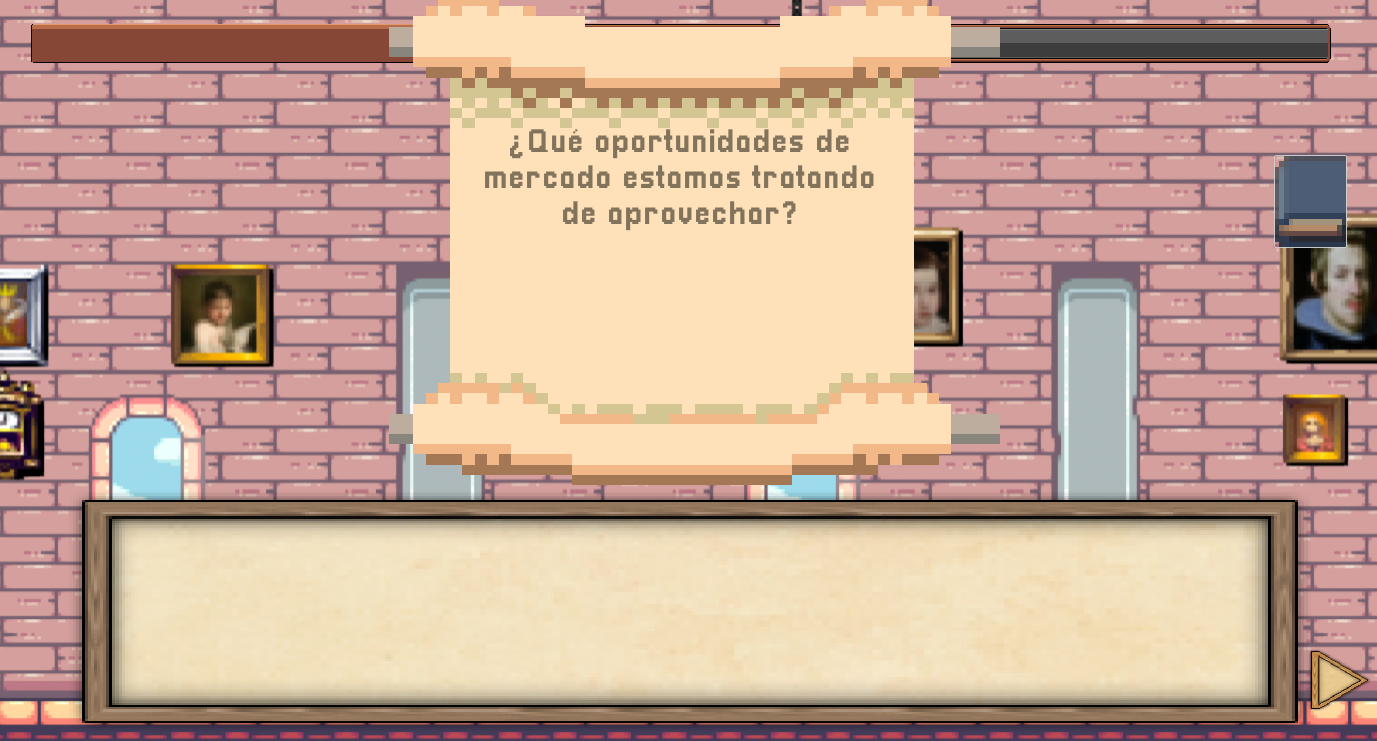 ¿Qué oportunidades de
mercado estamos tratando
de aprovechar?